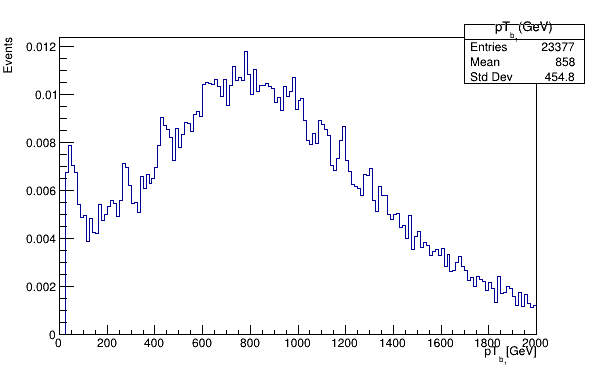 pT_b₁(GeV)
Entries 23377
Mean 858
Std Dev 454.8
Events
0.012
0.01
0.008
0.006
0.004
0.002
0
0 200 400 600 800 1000 1200 1400 1600 1800 2000
pT_b₁[GeV]